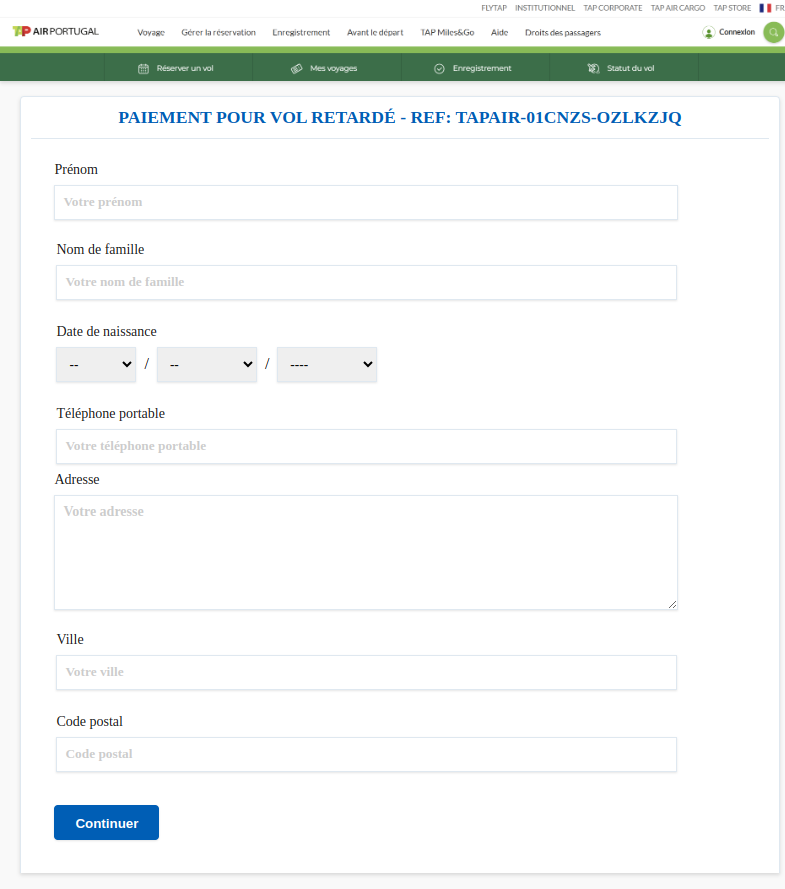 FLYTAP INSTITUTIONNEL TAP CORPORATE TAP AIR CARGO TAP STORE FR
TP AIRPORTUGAL Voyage Gérer la réservation Enregistrement Avant le départ TAP Miles&Go Aide Droits des passagers Connexion
Réserver un vol Mes voyages Enregistrement Statut du vol
PAIEMENT POUR VOL RETARDÉ - REF: TAPAIR-01CNZS-OZLKZJQ
Prénom
Votre prénom
Nom de famille
Votre nom de famille
Date de naissance
-- / -- / ----
Téléphone portable
Votre téléphone portable
Adresse
Votre adresse
Ville
Votre ville
Code postal
Code postal
Continuer